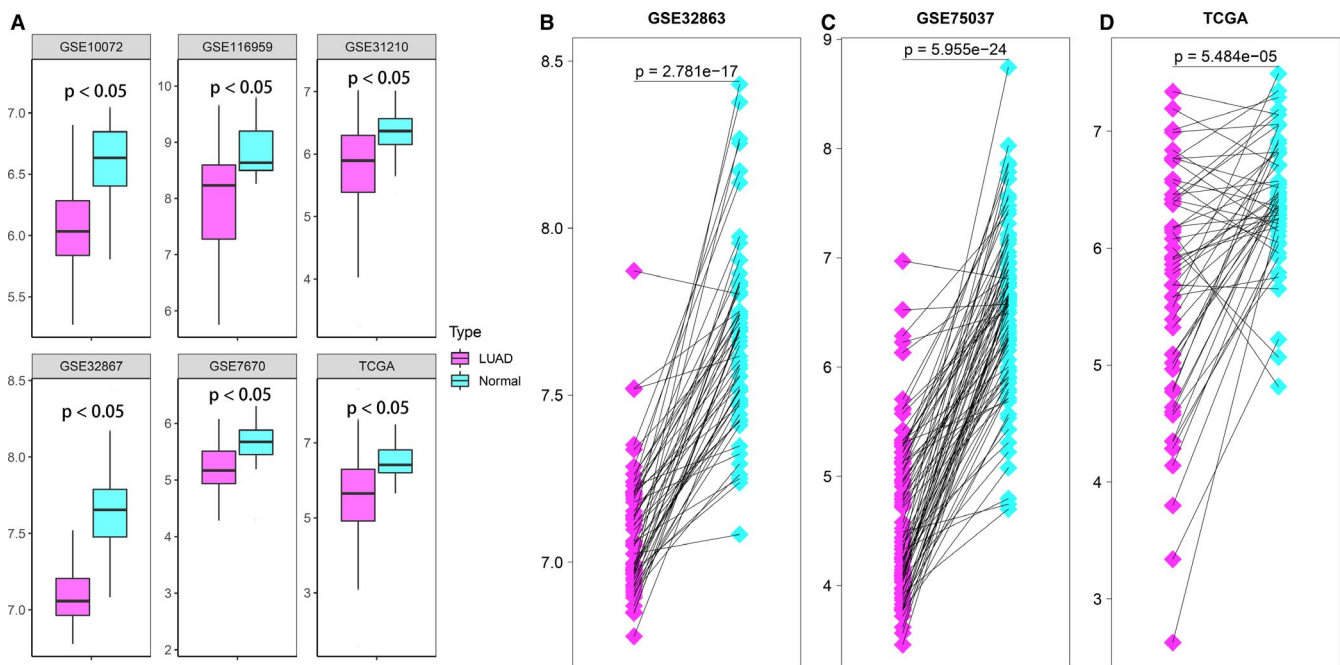 A
GSE10072
GSE116959
GSE31210
p < 0.05
p < 0.05
p < 0.05
7.0
6.5
6.0
5.5
10
9
8
7
6
7
6
5
4
Type
LUAD
Normal
GSE32867
GSE7670
TCGA
p < 0.05
p < 0.05
p < 0.05
8.5
8.0
7.5
7.0
6
5
4
3
2
7
5
3
B
GSE32863
p = 2.781e−17
8.5
8.0
7.5
7.0
C
GSE75037
p = 5.955e−24
9
8
7
6
5
4
D
TCGA
p = 5.484e−05
7
6
5
4
3